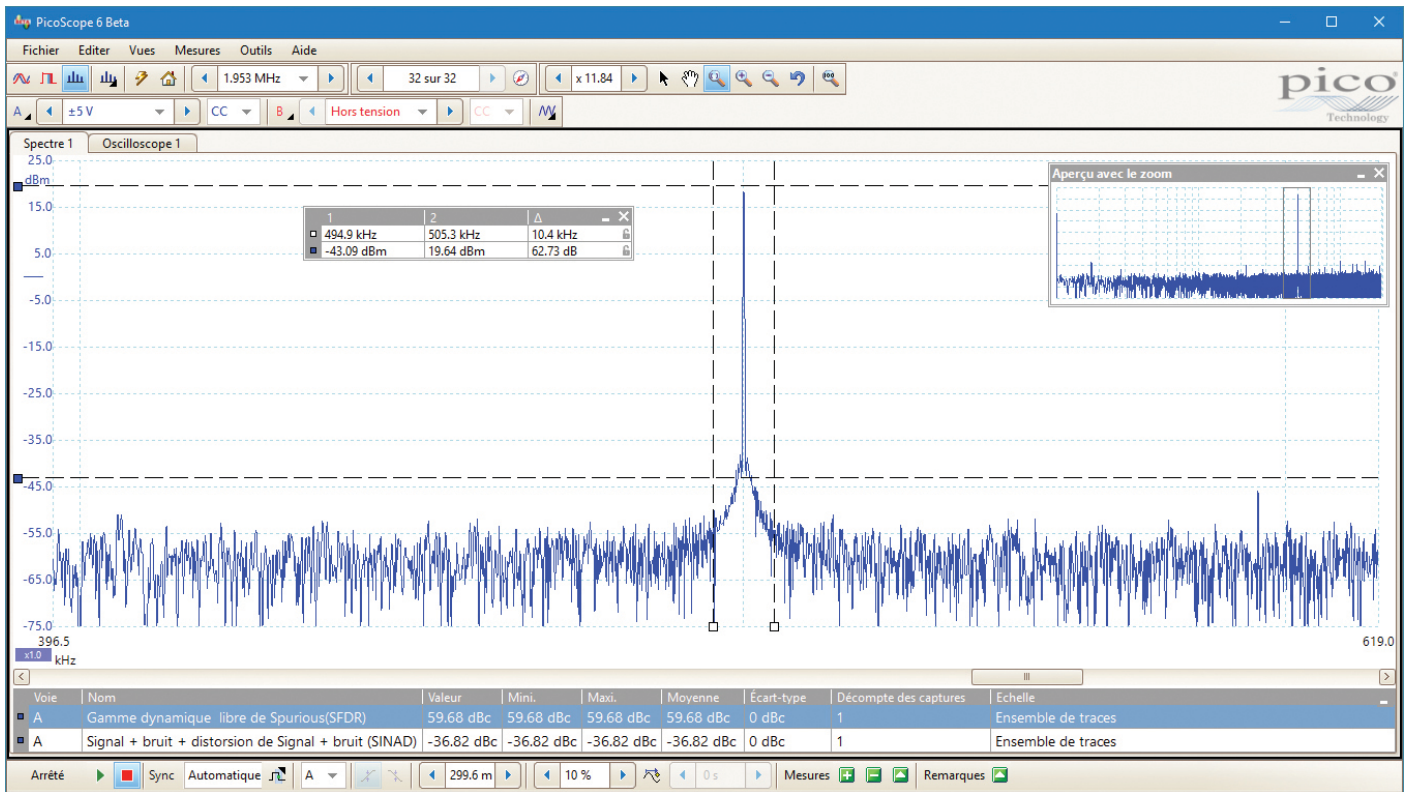 PicoScope 6 Beta
Fichier Editer Vues Mesures Outils Aide
1.953 MHz 32 sur 32 x 11.84
pico
Technology
A ±5 V CC B Hors tension CC
Spectre 1 Oscilloscope 1
25.0
dBm
15.0
5.0
-5.0
-15.0
-25.0
-35.0
-45.0
-55.0
-65.0
-75.0
1 2 Δ
494.9 kHz 505.3 kHz 10.4 kHz
-43.09 dBm 19.64 dBm 62.73 dB
Aperçu avec le zoom
396.5 619.0
x1.0 kHz
Voie Nom Valeur Mini. Maxi. Moyenne Écart-type Décompte des captures Echelle
A Gamme dynamique libre de Spurious(SFDR) 59.68 dBc 59.68 dBc 59.68 dBc 59.68 dBc 0 dBc 1 Ensemble de traces
A Signal + bruit + distorsion de Signal + bruit (SINAD) -36.82 dBc -36.82 dBc -36.82 dBc -36.82 dBc 0 dBc 1 Ensemble de traces
Arrêté Sync Automatique A 299.6 m 10 % 0 s Mesures Remarques